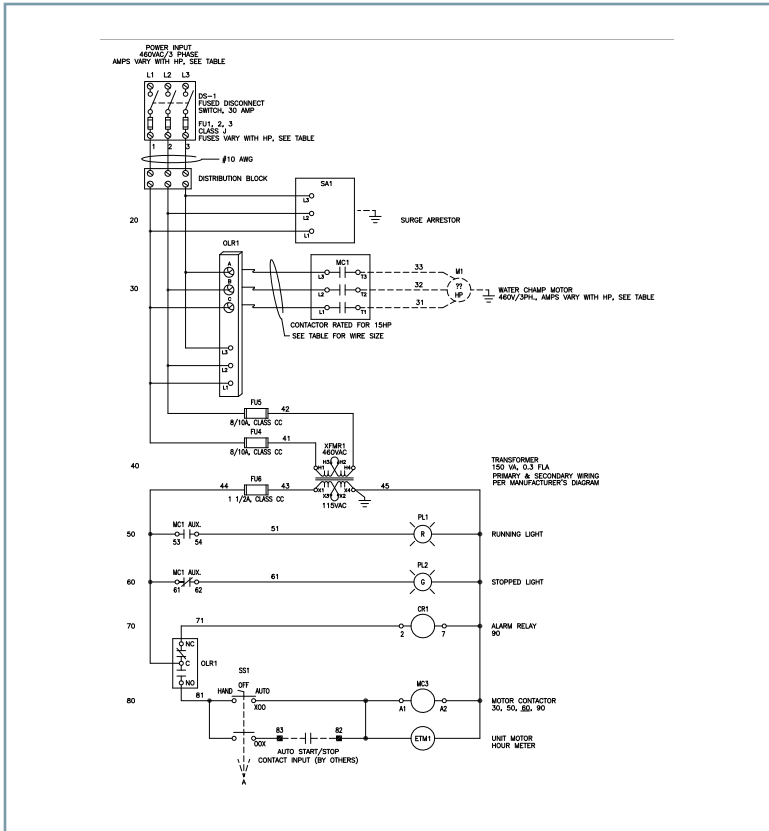 POWER INPUT
460VAC/3 PHASE
AMPS VARY WITH HP, SEE TABLE
L1 L2 L3
DS-1
FUSED DISCONNECT
SWITCH, 30 AMP
FU1, 2, 3
CLASS J
FUSES VARY WITH HP, SEE TABLE
1 2 3
#10 AWG
DISTRIBUTION BLOCK
SA1
L3
L2
L1
20
SURGE ARRESTOR
OLR1
A
B
C
MC1
L3 T3
L2 T2
L1 T1
33
32
31
M1
??
HP
30
WATER CHAMP MOTOR
460V/3PH., AMPS VARY WITH HP, SEE TABLE
CONTACTOR RATED FOR 15HP
SEE TABLE FOR WIRE SIZE
L3
L2
L1
FU5
42
8/10A, CLASS CC
FU4
41
8/10A, CLASS CC
XFMR1
460VAC
H3 H2
H1 H4
40
X1 X4
X3 X2
115VAC
TRANSFORMER
150 VA, 0.3 FLA
PRIMARY & SECONDARY WIRING
PER MANUFACTURER'S DIAGRAM
44
FU6
43
45
1 1/2A, CLASS CC
50
MC1 AUX.
53 54
51
PL1
R
RUNNING LIGHT
60
MC1 AUX.
61 62
61
PL2
G
STOPPED LIGHT
70
71
CR1
2 7
ALARM RELAY
90
NC
C
NO
OLR1
SS1
OFF
HAND AUTO
XOO
80
81
MC3
A1 A2
MOTOR CONTACTOR
30, 50, 60, 90
OOX
83 82
AUTO START/STOP
CONTACT INPUT (BY OTHERS)
ETM1
UNIT MOTOR
HOUR METER
A